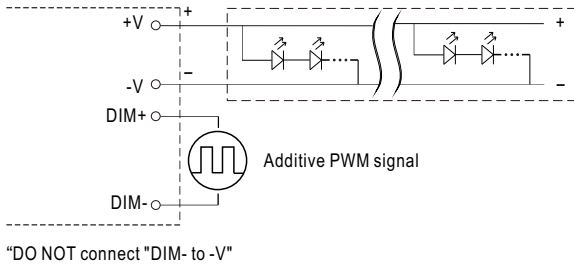 +V + +
-V – –
DIM+
Additive PWM signal
DIM-
“DO NOT connect "DIM- to -V"